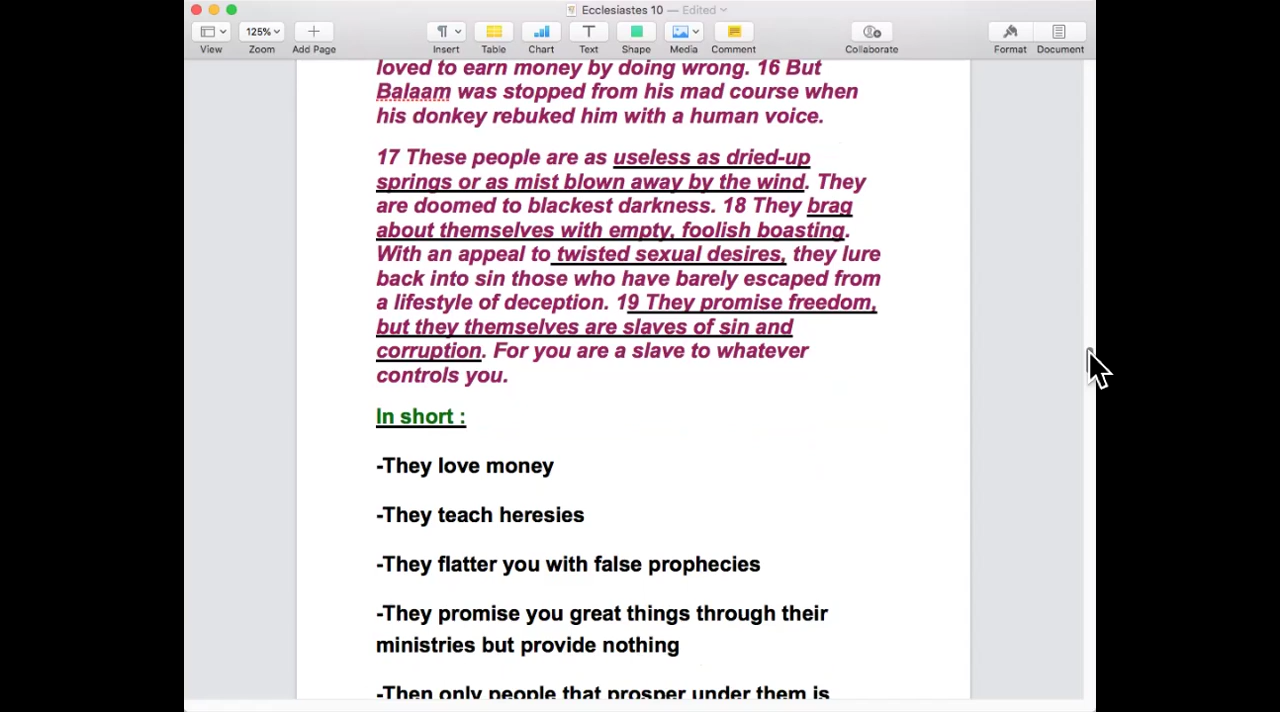 Ecclesiastes 10 — Edited
125%
View
Zoom
Add Page
Insert
Table
Chart
Text
Shape
Media
Comment
Collaborate
Format
Document
loved to earn money by doing wrong. 16 But
Balaam was stopped from his mad course when
his donkey rebuked him with a human voice.
17 These people are as useless as dried-up
springs or as mist blown away by the wind. They
are doomed to blackest darkness. 18 They brag
about themselves with empty, foolish boasting.
With an appeal to twisted sexual desires, they lure
back into sin those who have barely escaped from
a lifestyle of deception. 19 They promise freedom,
but they themselves are slaves of sin and
corruption. For you are a slave to whatever
controls you.
In short :
-They love money
-They teach heresies
-They flatter you with false prophecies
-They promise you great things through their
ministries but provide nothing
-Then only people that prosper under them is